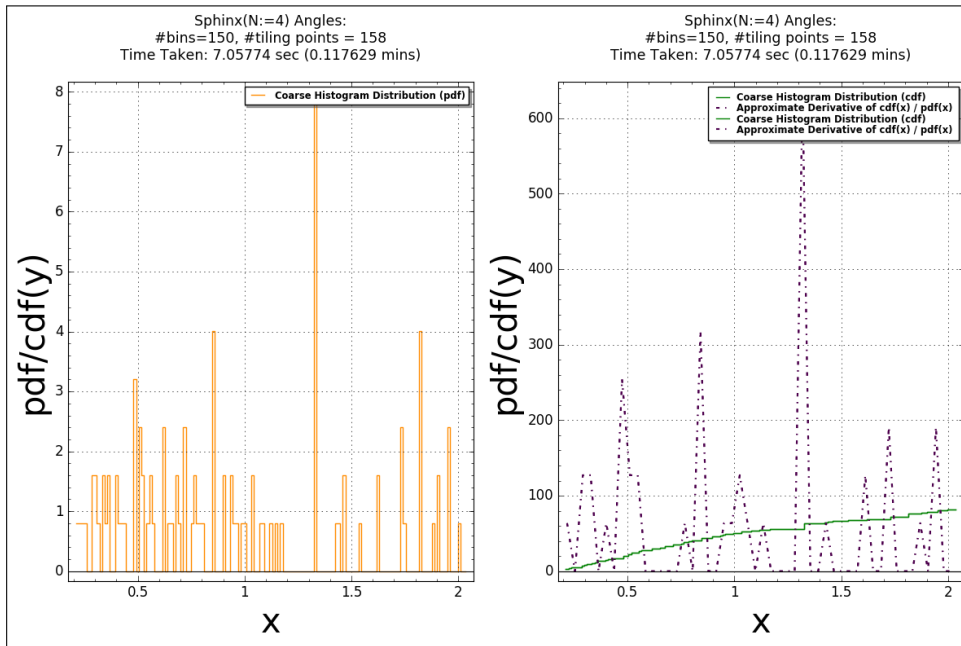 Sphinx(N:=4) Angles:
#bins=150, #tiling points = 158
Time Taken: 7.05774 sec (0.117629 mins)
Coarse Histogram Distribution (pdf)
8
7
6
5
4
3
2
1
0
pdf/cdf(y)
0.5
1
1.5
2
x
Sphinx(N:=4) Angles:
#bins=150, #tiling points = 158
Time Taken: 7.05774 sec (0.117629 mins)
Coarse Histogram Distribution (cdf)
Approximate Derivative of cdf(x) / pdf(x)
Coarse Histogram Distribution (cdf)
Approximate Derivative of cdf(x) / pdf(x)
600
500
400
300
200
100
0
pdf/cdf(y)
0.5
1
1.5
2
x